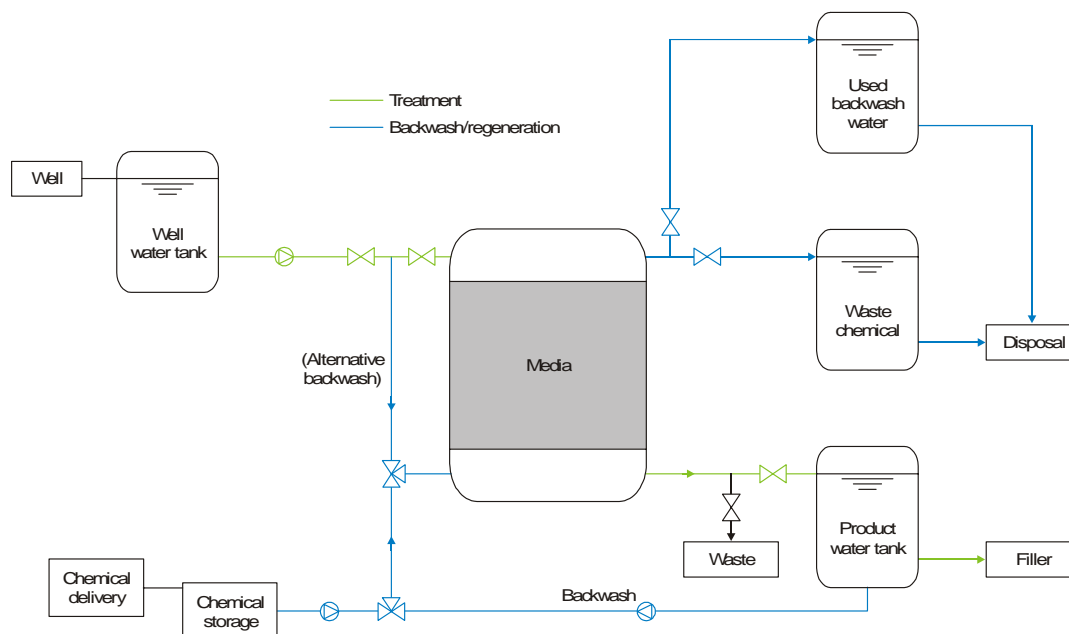 Used
backwash
water
Treatment
Backwash/regeneration
Well
Well
water tank
Waste
chemical
Disposal
(Alternative
backwash)
Media
Product
water tank
Waste
Filler
Chemical
delivery
Chemical
storage
Backwash